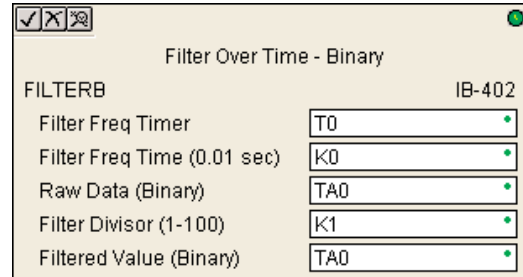 Filter Over Time - Binary
FILTERB IB-402
Filter Freq Timer T0
Filter Freq Time (0.01 sec) K0
Raw Data (Binary) TA0
Filter Divisor (1-100) K1
Filtered Value (Binary) TA0